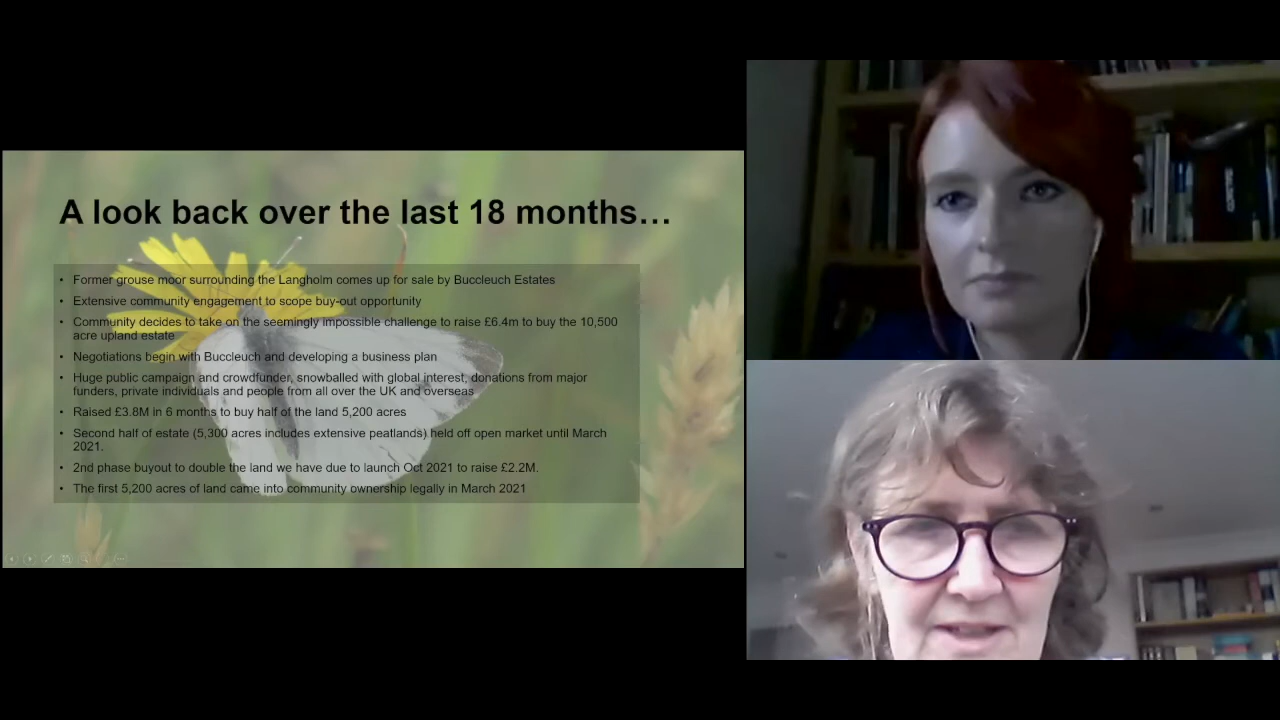 A look back over the last 18 months...
• Former grouse moor surrounding the Langholm comes up for sale by Buccleuch Estates
• Extensive community engagement to scope buy-out opportunity
• Community decides to take on the seemingly impossible challenge to raise £6.4m to buy the 10,500
acre upland estate
• Negotiations begin with Buccleuch and developing a business plan
• Huge public campaign and crowdfunder, snowballed with global interest, donations from major
funders, private individuals and people from all over the UK and overseas
• Raised £3.8M in 6 months to buy half of the land 5,200 acres
• Second half of estate (5,300 acres includes extensive peatlands) held off open market until March
2021.
• 2nd phase buyout to double the land we have due to launch Oct 2021 to raise £2.2M.
• The first 5,200 acres of land came into community ownership legally in March 2021